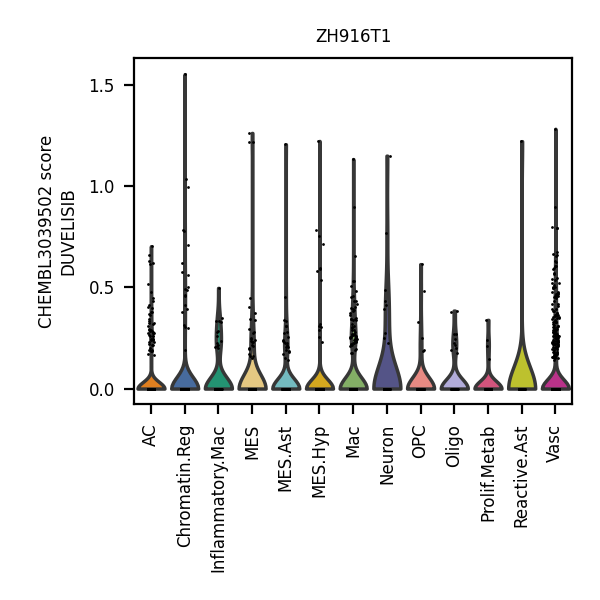 ZH916T1
CHEMBL3039502 score
DUVELISIB
1.5
1.0
0.5
0.0
AC
Chromatin.Reg
Inflammatory.Mac
MES
MES.Ast
MES.Hyp
Mac
Neuron
OPC
Oligo
Prolif.Metab
Reactive.Ast
Vasc